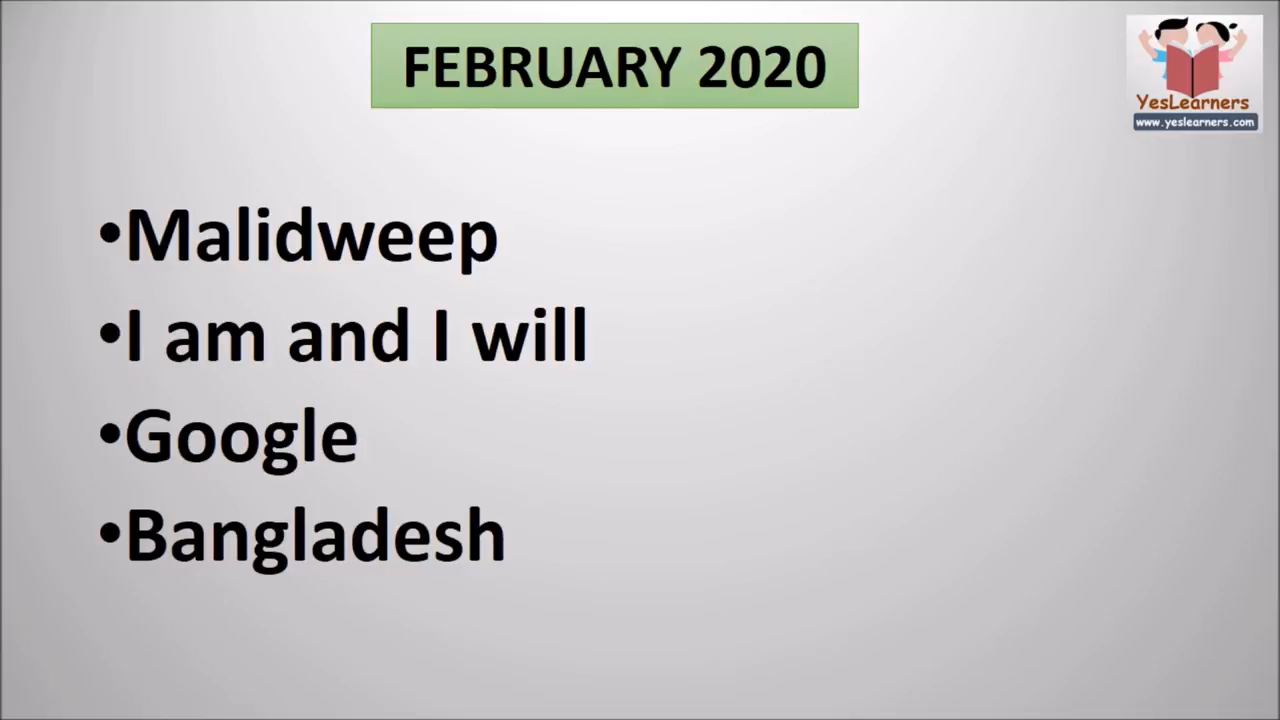 FEBRUARY 2020
YesLearners
www.yeslearners.com
•Malidweep
•I am and I will
•Google
•Bangladesh